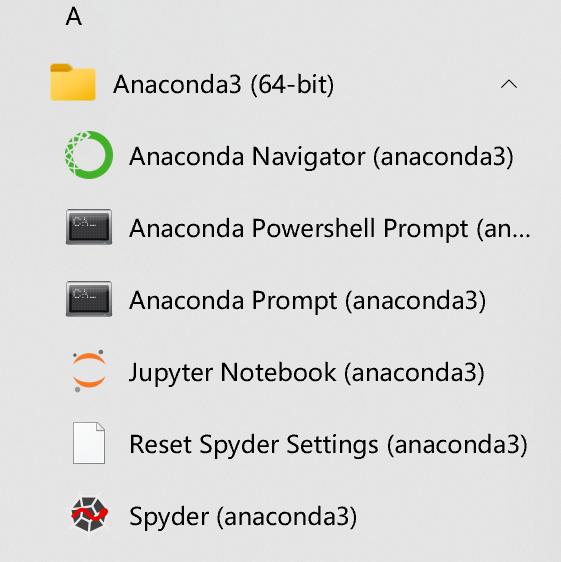 A
Anaconda3 (64-bit)
Anaconda Navigator (anaconda3)
Anaconda Powershell Prompt (an...
Anaconda Prompt (anaconda3)
Jupyter Notebook (anaconda3)
Reset Spyder Settings (anaconda3)
Spyder (anaconda3)